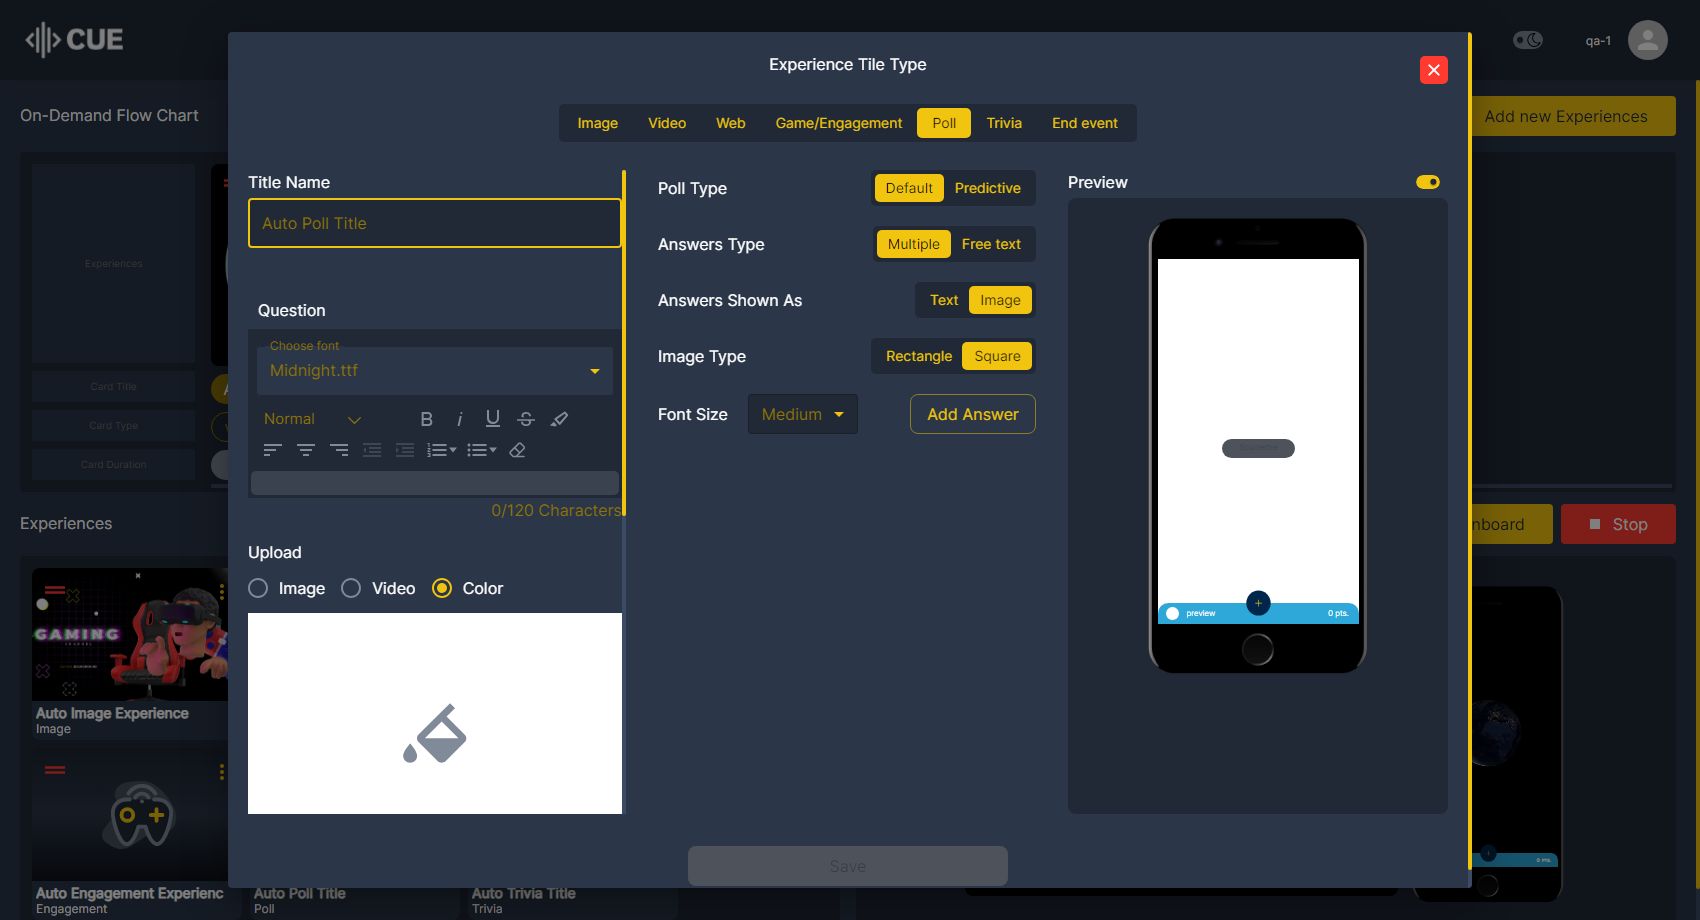 CUE
qa-1
Experience Tile Type
On-Demand Flow Chart
Add new Experiences
Image Video Web Game/Engagement Poll Trivia End event
Title Name
Auto Poll Title
Poll Type Default Predictive
Preview
Answers Type Multiple Free text
Experiences
Question
Answers Shown As Text Image
Choose font
Midnight.ttf
Image Type Rectangle Square
Card Title
Normal
Font Size Medium Add Answer
Card Type
Card Duration
0/120 Characters
Experiences
Stop
Upload
Image Video Color
preview 0 pts.
GAMING
Auto Image Experience
Image
Save
0 pts.
Auto Engagement Experienc
Engagement
Auto Poll Title
Poll
Auto Trivia Title
Trivia